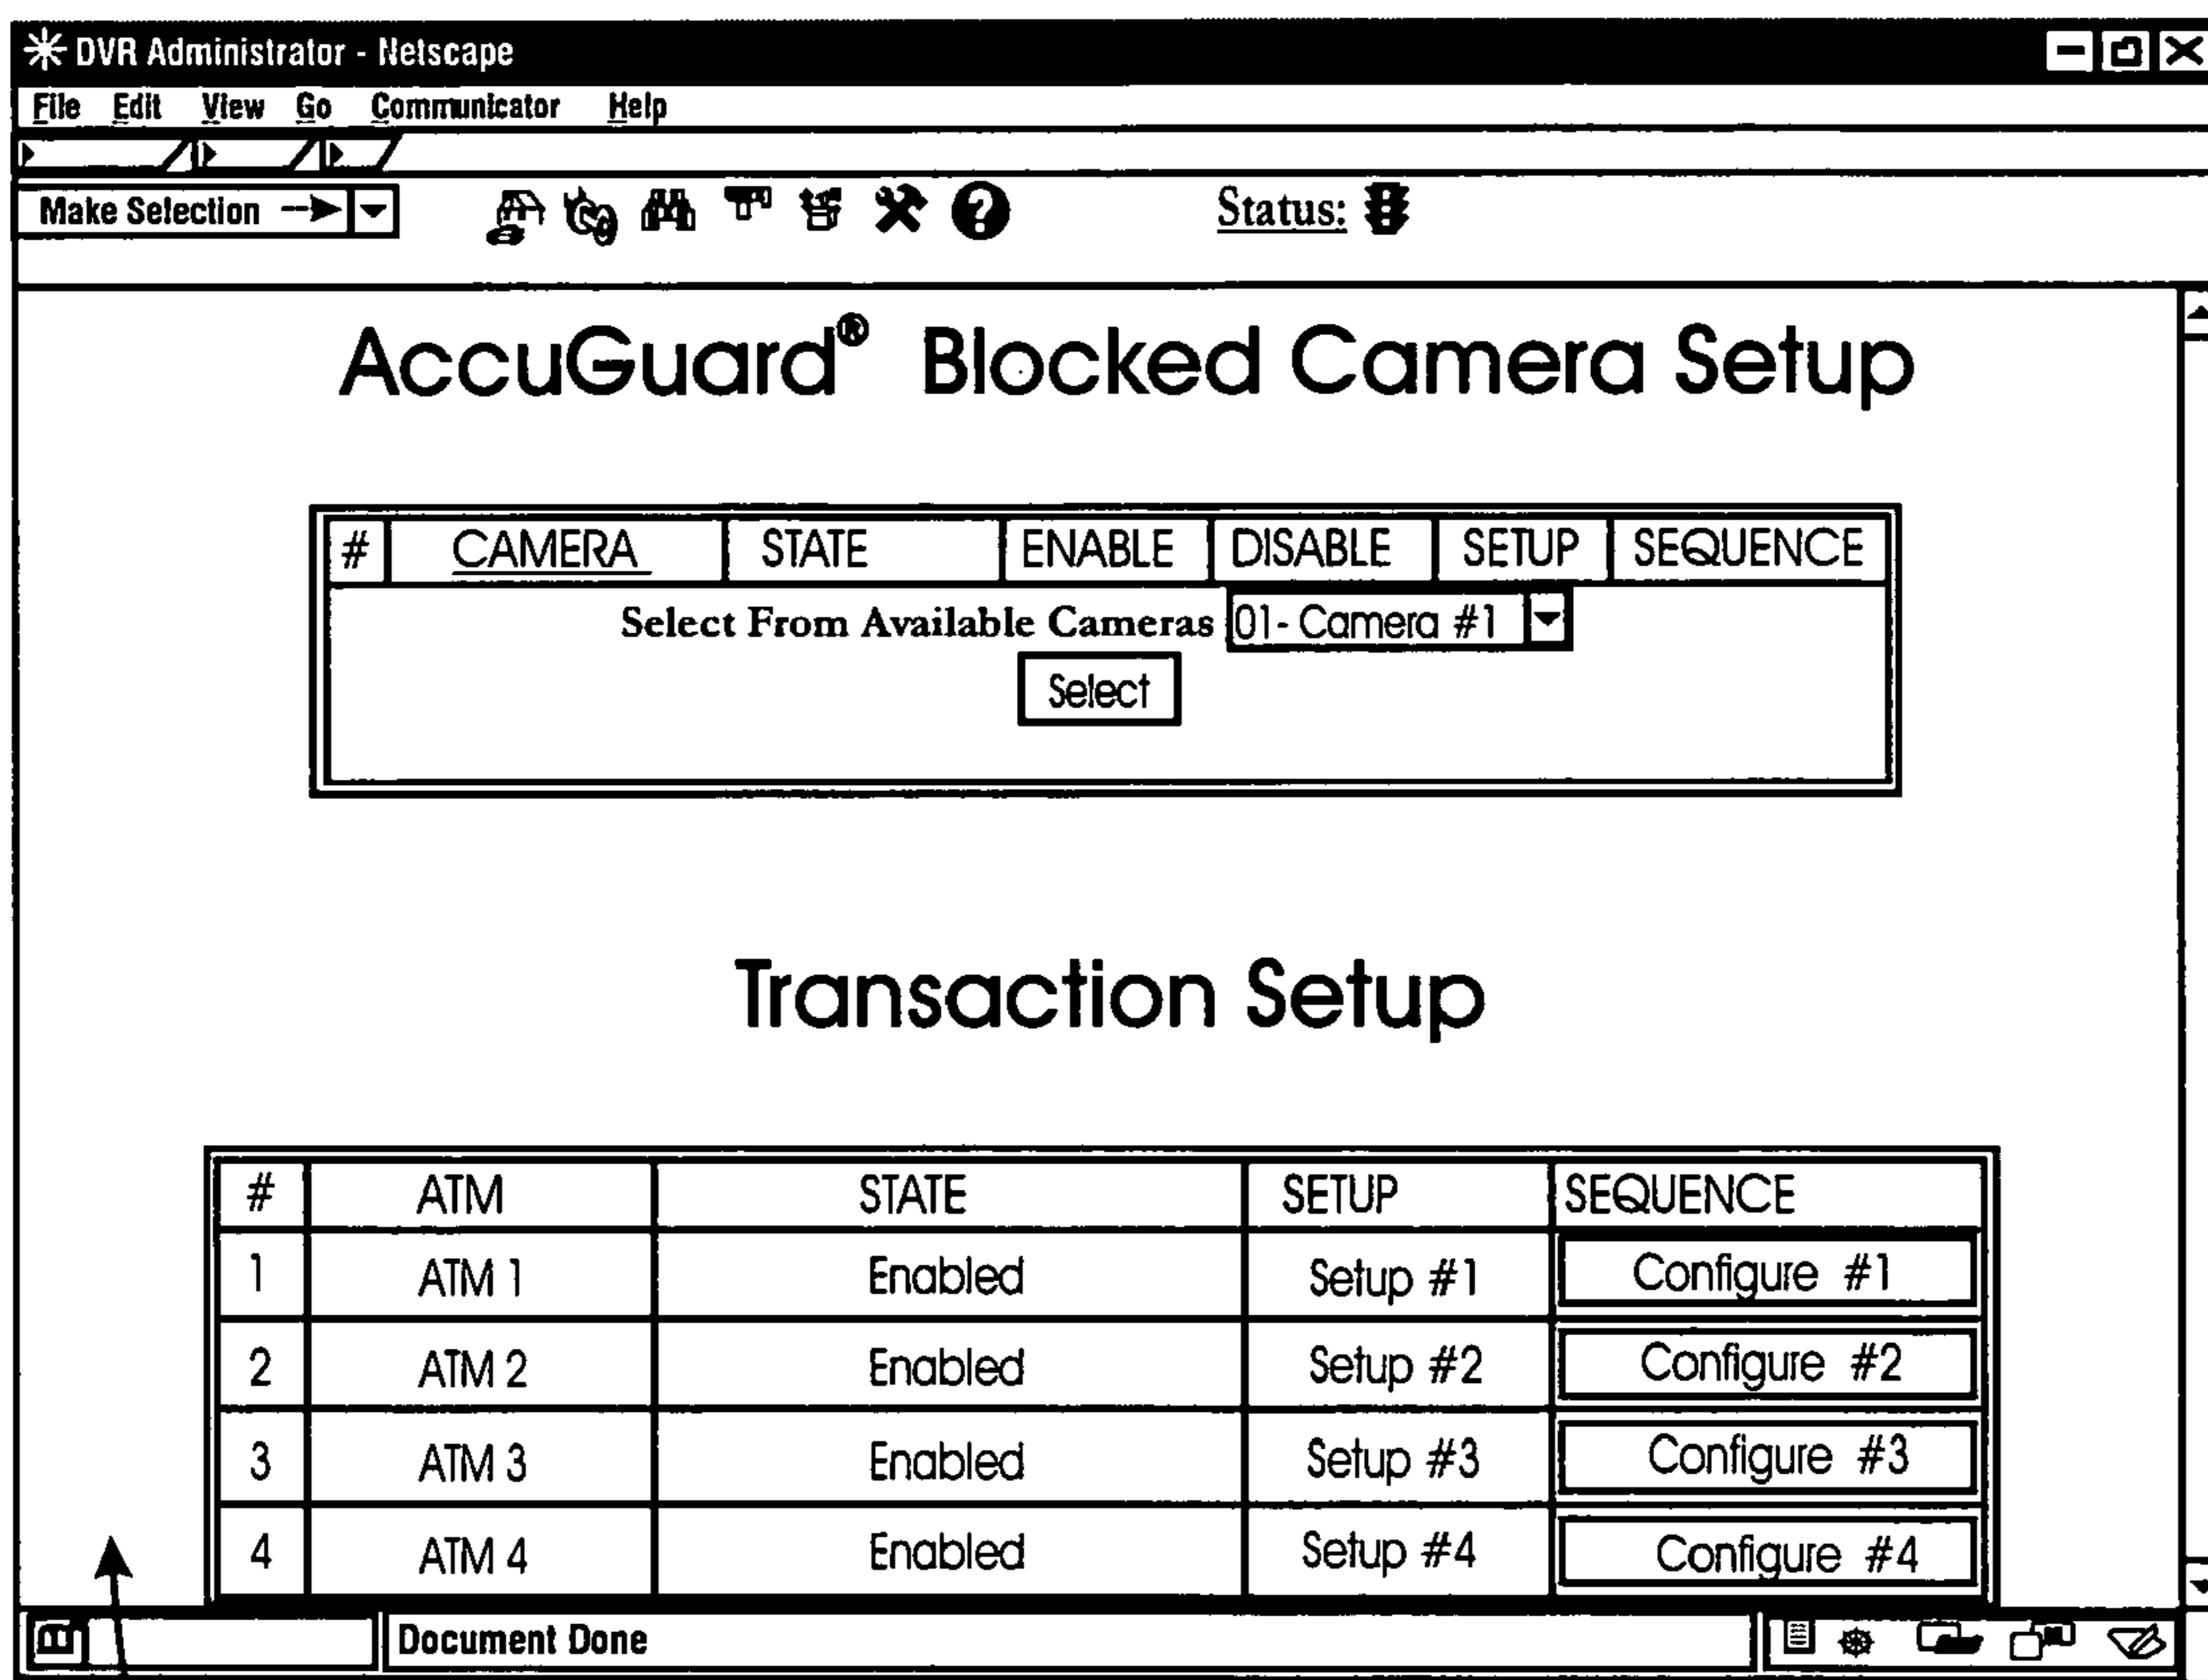 DVR Administrator - Netscape
File Edit View Go Communicator Help
Make Selection Status:
AccuGuard® Blocked Camera Setup
# CAMERA STATE ENABLE DISABLE SETUP SEQUENCE
Select From Available Cameras 01- Camera #1
Select
Transaction Setup
# ATM STATE SETUP SEQUENCE
1 ATM 1 Enabled Setup #1 Configure #1
2 ATM 2 Enabled Setup #2 Configure #2
3 ATM 3 Enabled Setup #3 Configure #3
4 ATM 4 Enabled Setup #4 Configure #4
Document Done